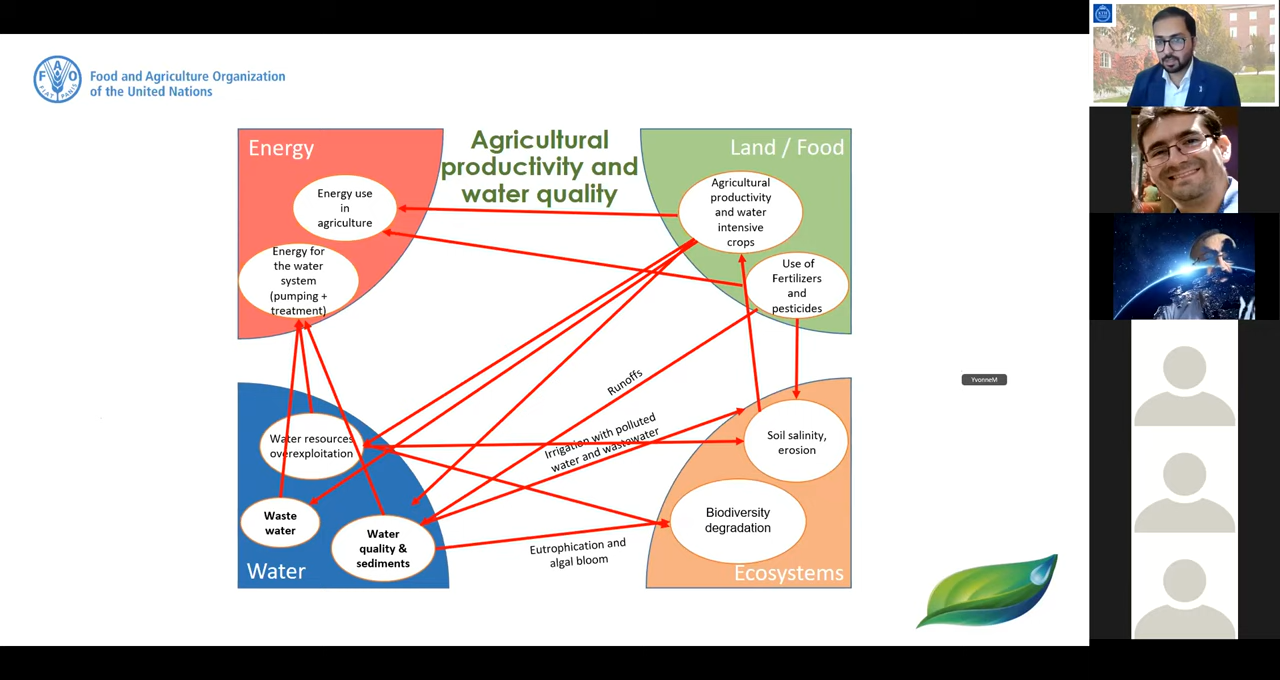 Food and Agriculture Organization
of the United Nations
F A O
FIAT PANIS
Agricultural
productivity and
water quality
Energy
Energy use
in
agriculture
Energy for
the water
system
(pumping +
treatment)
Land / Food
Agricultural
productivity
and water
intensive
crops
Use of
Fertilizers
and
pesticides
Runoffs
Irrigation with polluted
water and wastewater
Water resources
overexploitation
Waste
water
Water
quality &
sediments
Water
Eutrophication and
algal bloom
Soil salinity,
erosion
Biodiversity
degradation
Ecosystems
YvonneM
KTH